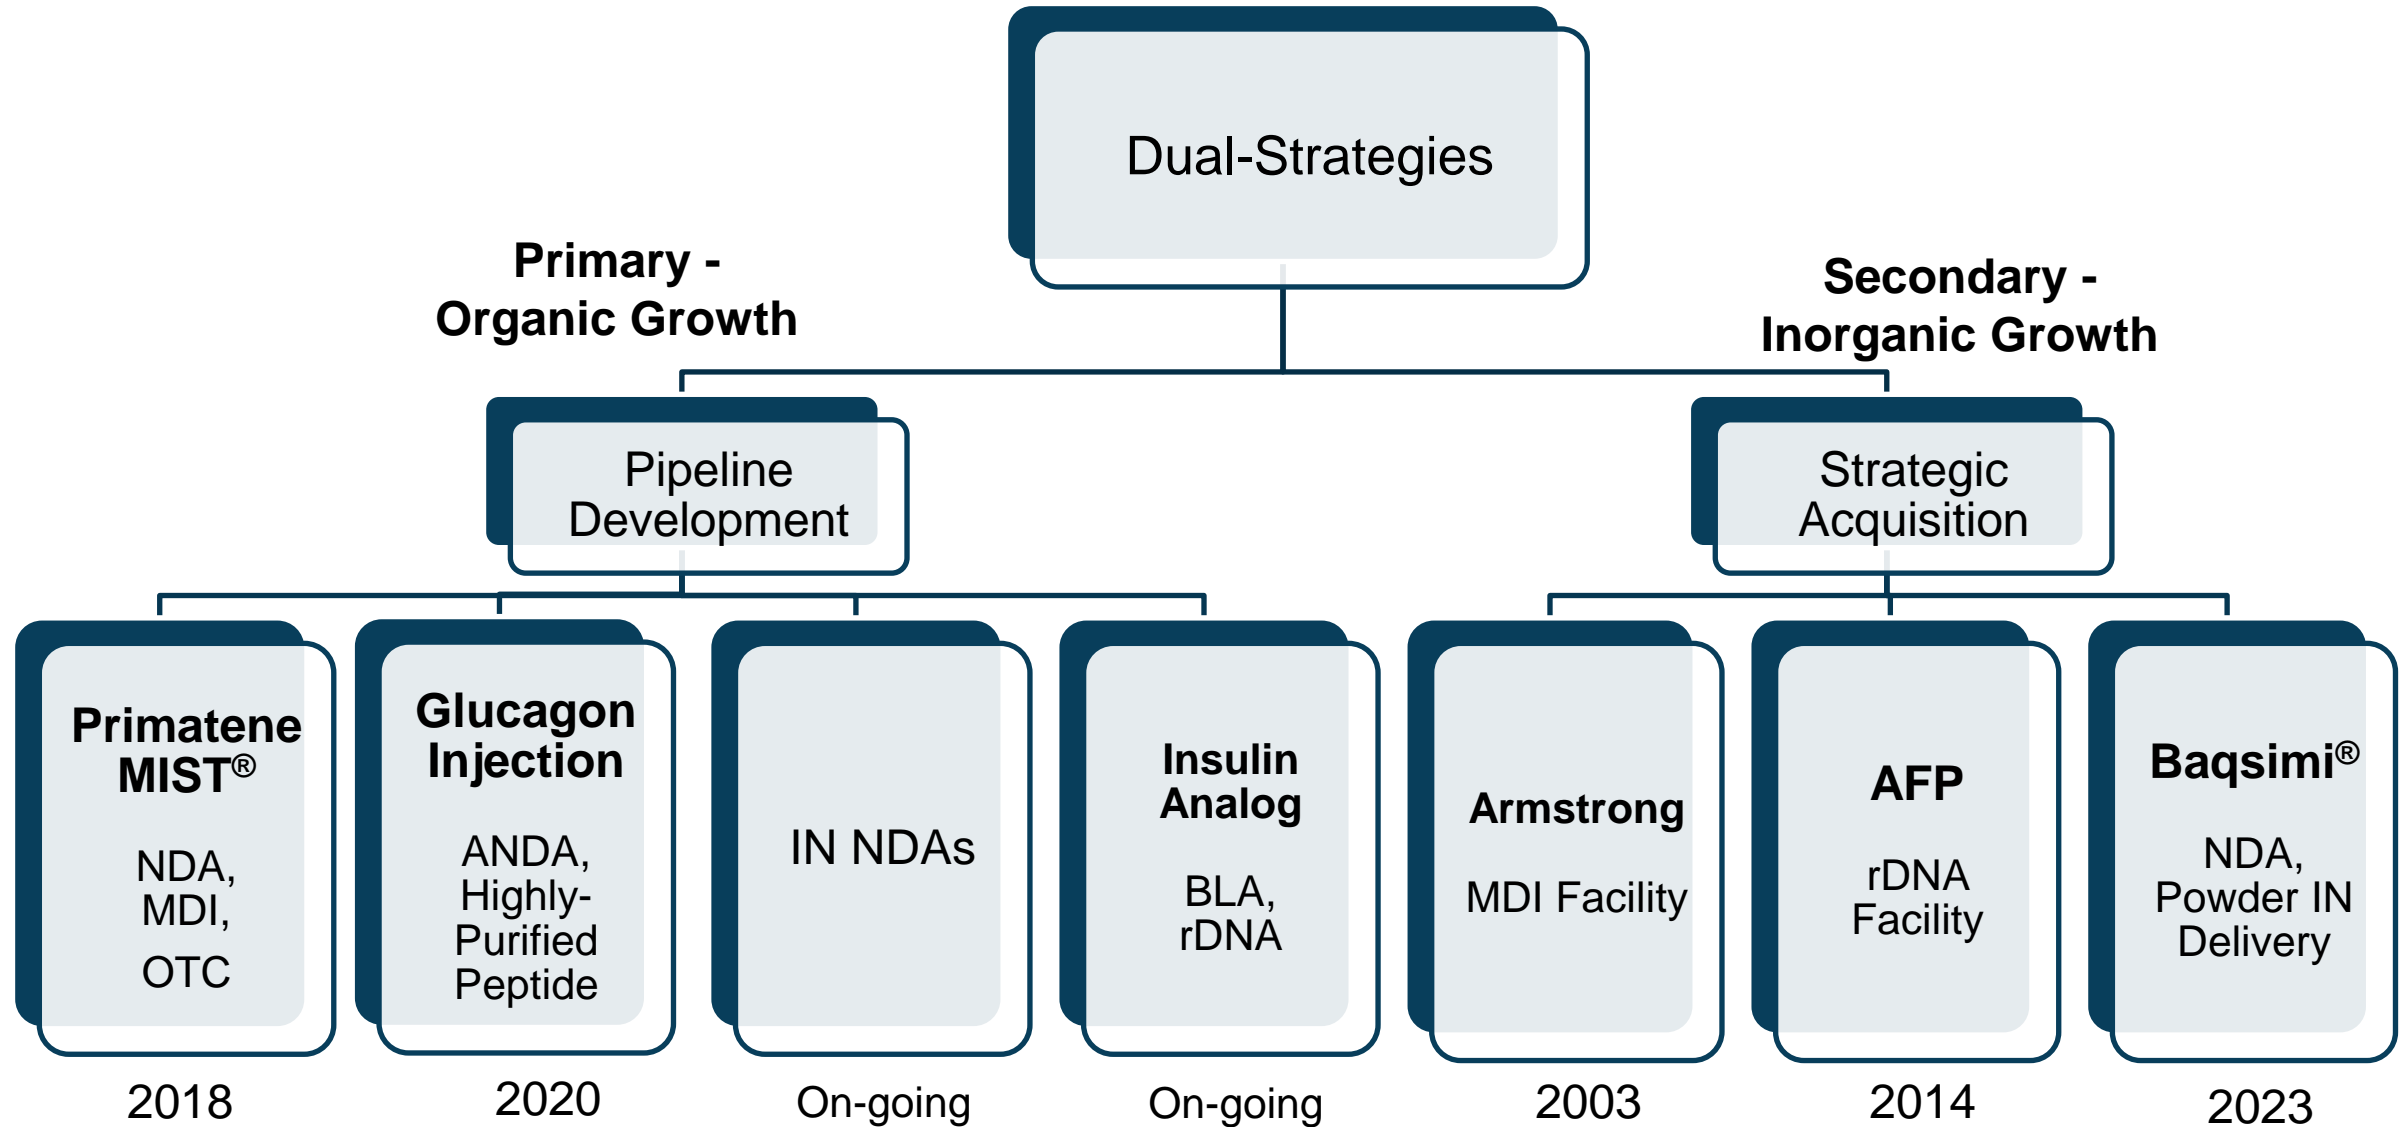 Dual-Strategies
Primary -
Organic Growth
Secondary -
Inorganic Growth
Pipeline
Development
Strategic
Acquisition
Primatene
MIST®
NDA,
MDI,
OTC
2018
Glucagon
Injection
ANDA,
Highly-
Purified
Peptide
2020
IN NDAs
On-going
Insulin
Analog
BLA,
rDNA
On-going
Armstrong
MDI Facility
2003
AFP
rDNA
Facility
2014
Baqsimi®
NDA,
Powder IN
Delivery
2023